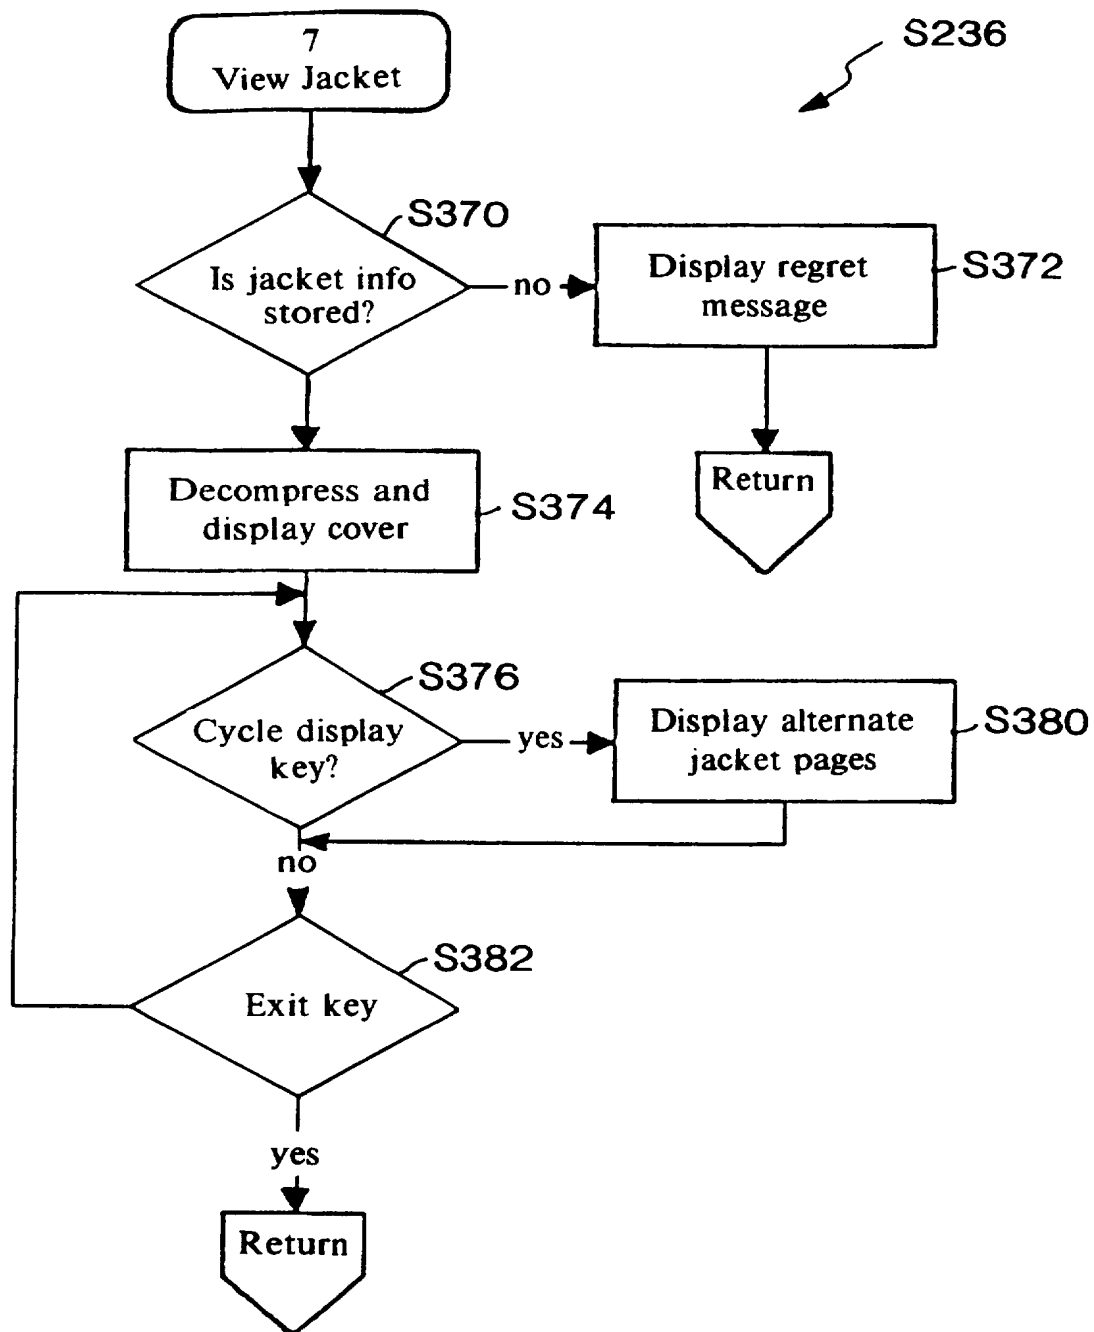 7
View Jacket
S236
S370
Is jacket info
stored?
no
Display regret
message
S372
Return
Decompress and
display cover
S374
S376
Cycle display
key?
yes
Display alternate
jacket pages
S380
no
S382
Exit key
yes
Return